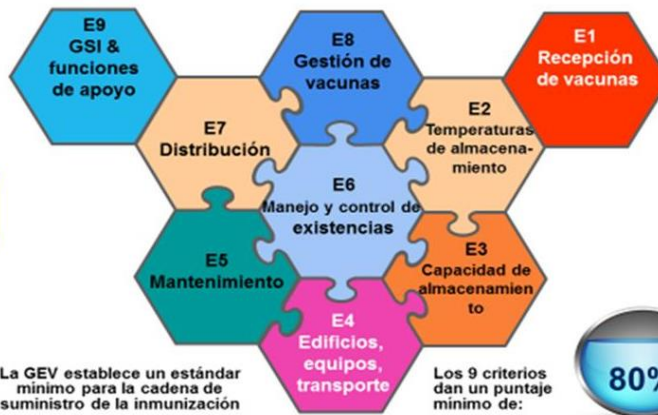 E9
GSI &
funciones
de apoyo
E8
Gestión de
vacunas
E1
Recepción
de vacunas
E7
Distribución
E2
Temperaturas
de almacena-
miento
E6
Manejo y control de
existencias
E5
Mantenimiento
E3
Capacidad de
almacenamien
to
E4
Edificios,
equipos,
transporte
La GEV establece un estándar
mínimo para la cadena de
suministro de la inmunización
Los 9 criterios
dan un puntaje
mínimo de:
80%